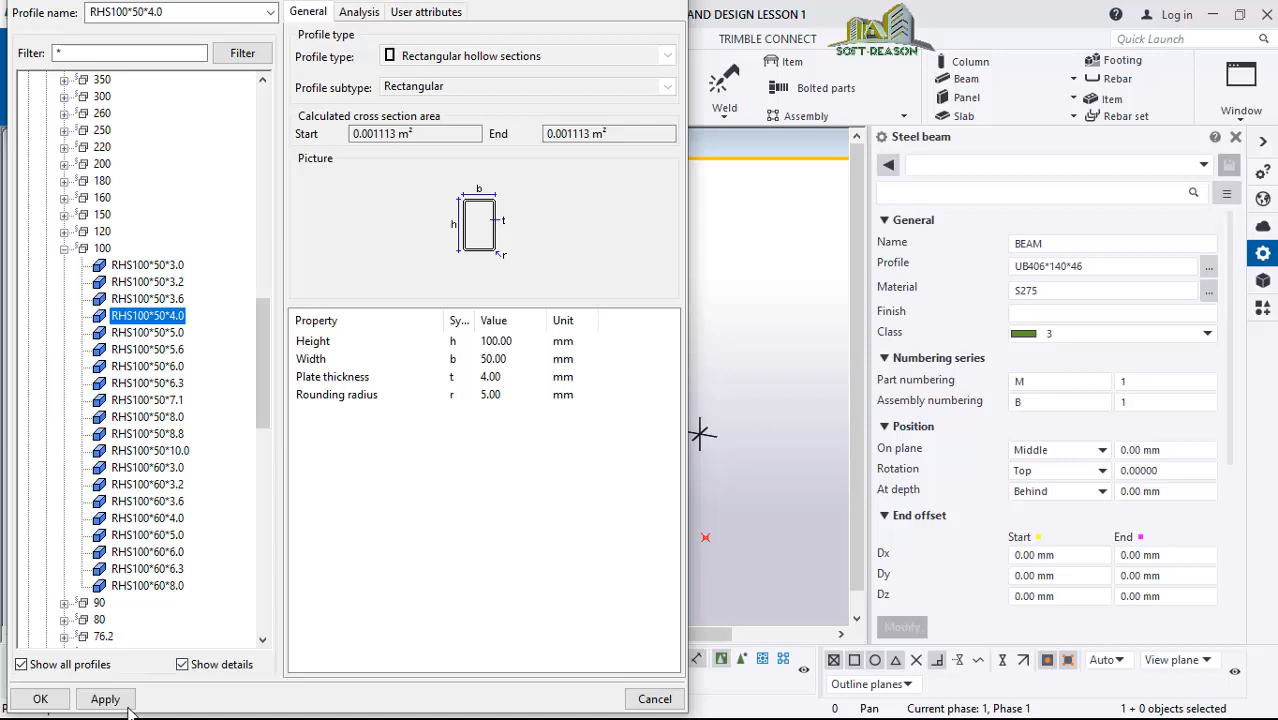 Profile name: RHS100*50*4.0
Filter: * Filter
350
300
260
250
220
200
180
160
150
120
100
RHS100*50*3.0
RHS100*50*3.2
RHS100*50*3.6
RHS100*50*4.0
RHS100*50*5.0
RHS100*50*5.6
RHS100*50*6.0
RHS100*50*6.3
RHS100*50*7.1
RHS100*50*8.0
RHS100*50*8.8
RHS100*50*10.0
RHS100*60*3.0
RHS100*60*3.2
RHS100*60*3.6
RHS100*60*4.0
RHS100*60*5.0
RHS100*60*6.0
RHS100*60*6.3
RHS100*60*8.0
90
80
76.2
Show all profiles Show details
OK Apply Cancel
General Analysis User attributes
Profile type
Profile type: Rectangular hollow sections
Profile subtype: Rectangular
Calculated cross section area
Start 0.001113 m² End 0.001113 m²
Picture
b
h
t
r
Property Sy... Value Unit
Height h 100.00 mm
Width b 50.00 mm
Plate thickness t 4.00 mm
Rounding radius r 5.00 mm
AND DESIGN LESSON 1
SOFT-REASON
Log in
TRIMBLE CONNECT
Quick Launch
Weld
Item
Bolted parts
Assembly
Column
Beam
Panel
Slab
Footing
Rebar
Item
Rebar set
Window
Steel beam
General
Name BEAM
Profile UB406*140*46 ...
Material S275 ...
Finish
Class 3
Numbering series
Part numbering M 1
Assembly numbering B 1
Position
On plane Middle 0.00 mm
Rotation Top 0.00000
At depth Behind 0.00 mm
End offset
Start End
Dx 0.00 mm 0.00 mm
Dy 0.00 mm 0.00 mm
Dz 0.00 mm 0.00 mm
Modify
Auto View plane
Outline planes
0 Pan Current phase: 1, Phase 1 1 + 0 objects selected